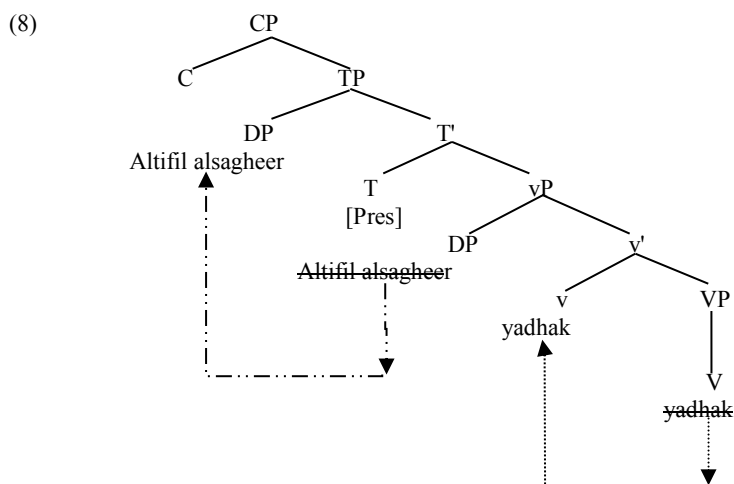 (8) CP
C TP
DP T'
Altifil alsagheer
T vP
[Pres]
DP v'
Altifil alsagheer
v VP
yadhak
V
yadhak